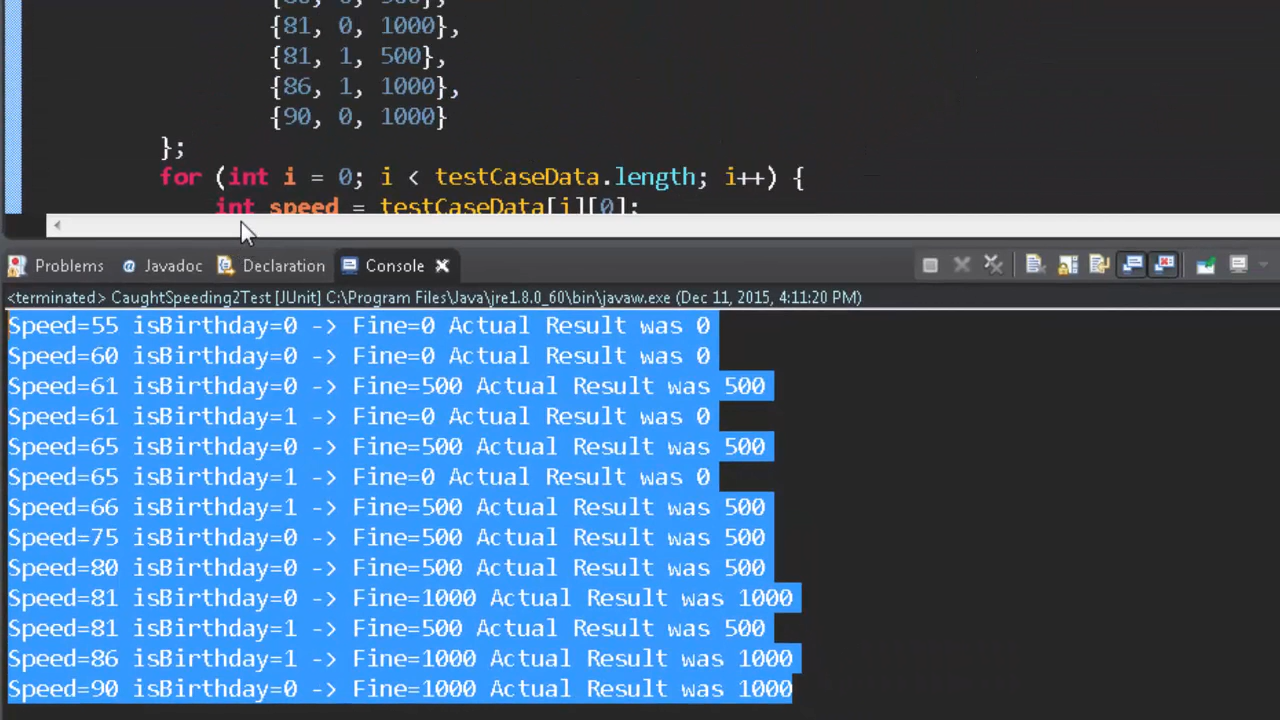 {81, 0, 1000},
{81, 1, 500},
{86, 1, 1000},
{90, 0, 1000}
};
for (int i = 0; i < testCaseData.length; i++) {
int speed = testCaseData[i][0];
Problems @ Javadoc Declaration Console
<terminated> CaughtSpeeding2Test [JUnit] C:\Program Files\Java\jre1.8.0_60\bin\javaw.exe (Dec 11, 2015, 4:11:20 PM)
Speed=55 isBirthday=0 -> Fine=0 Actual Result was 0
Speed=60 isBirthday=0 -> Fine=0 Actual Result was 0
Speed=61 isBirthday=0 -> Fine=500 Actual Result was 500
Speed=61 isBirthday=1 -> Fine=0 Actual Result was 0
Speed=65 isBirthday=0 -> Fine=500 Actual Result was 500
Speed=65 isBirthday=1 -> Fine=0 Actual Result was 0
Speed=66 isBirthday=1 -> Fine=500 Actual Result was 500
Speed=75 isBirthday=0 -> Fine=500 Actual Result was 500
Speed=80 isBirthday=0 -> Fine=500 Actual Result was 500
Speed=81 isBirthday=0 -> Fine=1000 Actual Result was 1000
Speed=81 isBirthday=1 -> Fine=500 Actual Result was 500
Speed=86 isBirthday=1 -> Fine=1000 Actual Result was 1000
Speed=90 isBirthday=0 -> Fine=1000 Actual Result was 1000